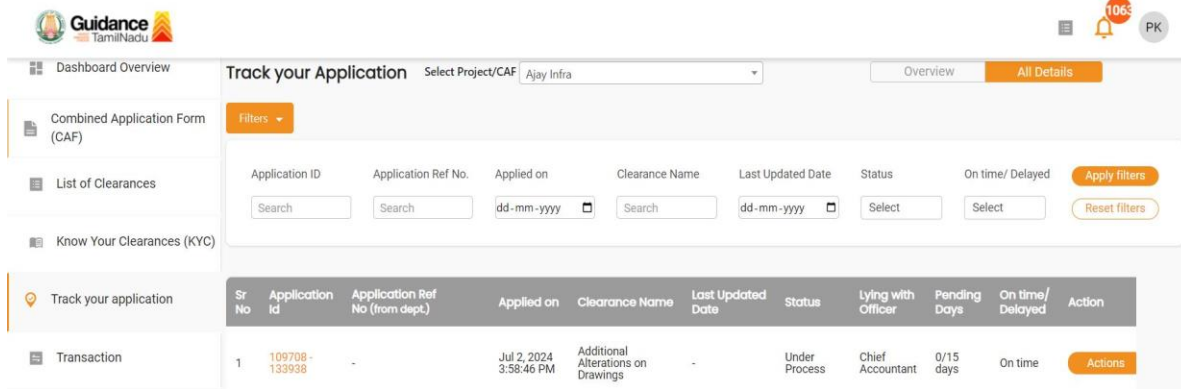 Guidance
TamilNadu
1063
PK
Dashboard Overview
Combined Application Form
(CAF)
List of Clearances
Know Your Clearances (KYC)
Track your application
Transaction
Track your Application Select Project/CAF Ajay Infra Overview All Details
Filters
Application ID Application Ref No. Applied on Clearance Name Last Updated Date Status On time/ Delayed Apply filters
Search Search dd-mm-yyyy Search dd-mm-yyyy Select Select Reset filters
Sr Application Application Ref Applied on Clearance Name Last Updated Status Lying with Pending On time/ Action
No Id No (from dept.) Date Officer Days Delayed
1 109708 - - Jul 2, 2024 Additional - Under Chief 0/15 On time Actions
133938 3:58:46 PM Alterations on Process Accountant days
Drawings